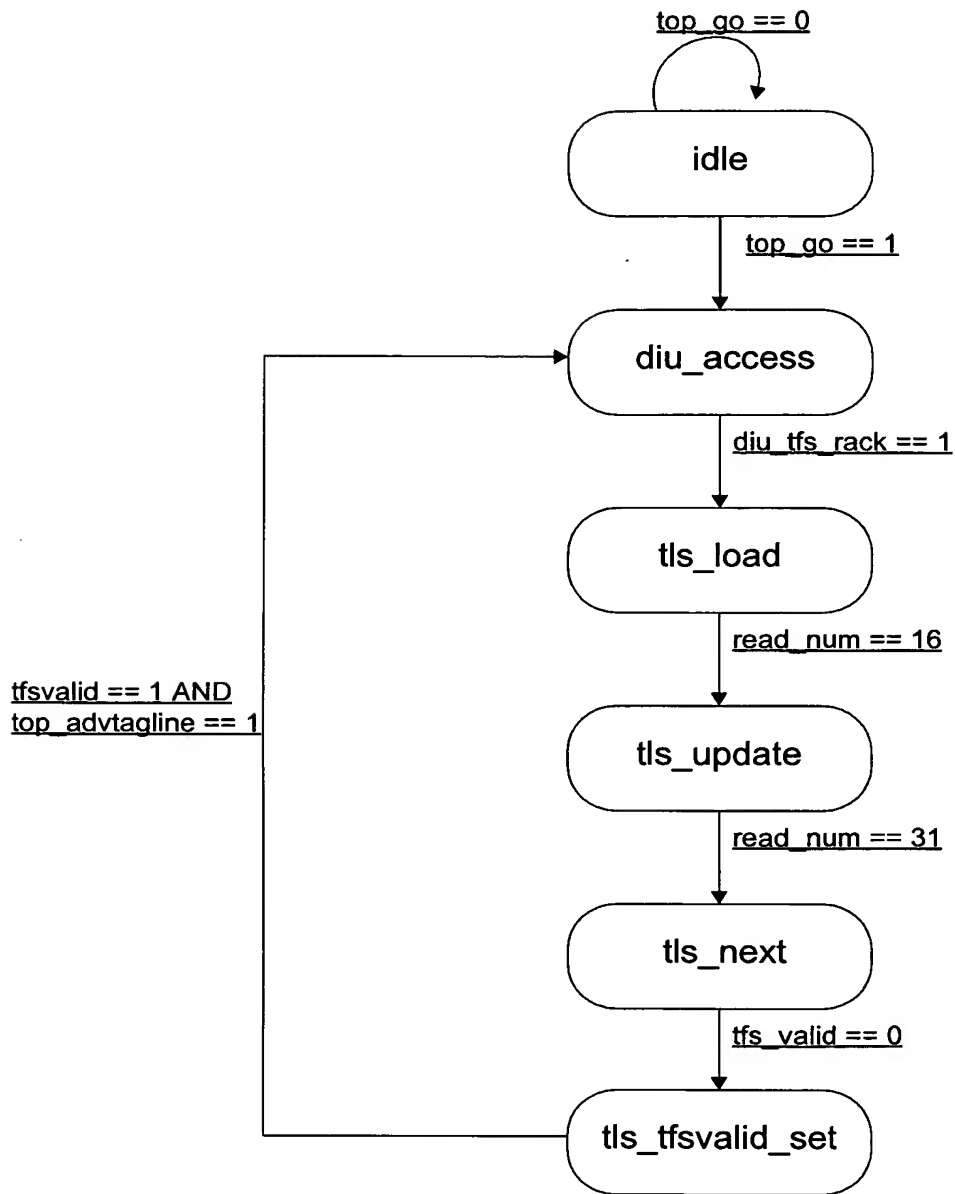 top_go == 0
idle
top_go == 1
diu_access
diu_tfs_rack == 1
tls_load
read_num == 16
tfsvalid == 1 AND
top_advtagline == 1
tls_update
read_num == 31
tls_next
tfs_valid == 0
tls_tfsvalid_set